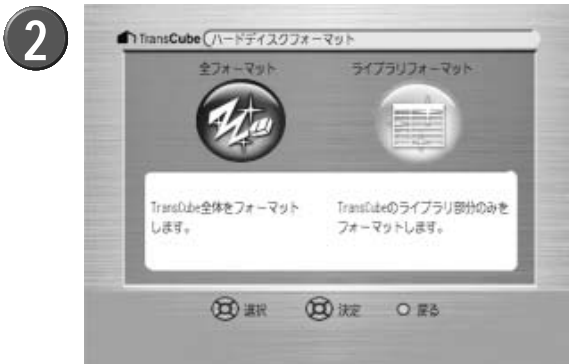 2
TransCube ハードディスクフォーマット
全フォーマット
ライブラリフォーマット
TransCube全体をフォーマット
します。
TransCubeのライブラリ部分のみを
フォーマットします。
選択 決定 戻る